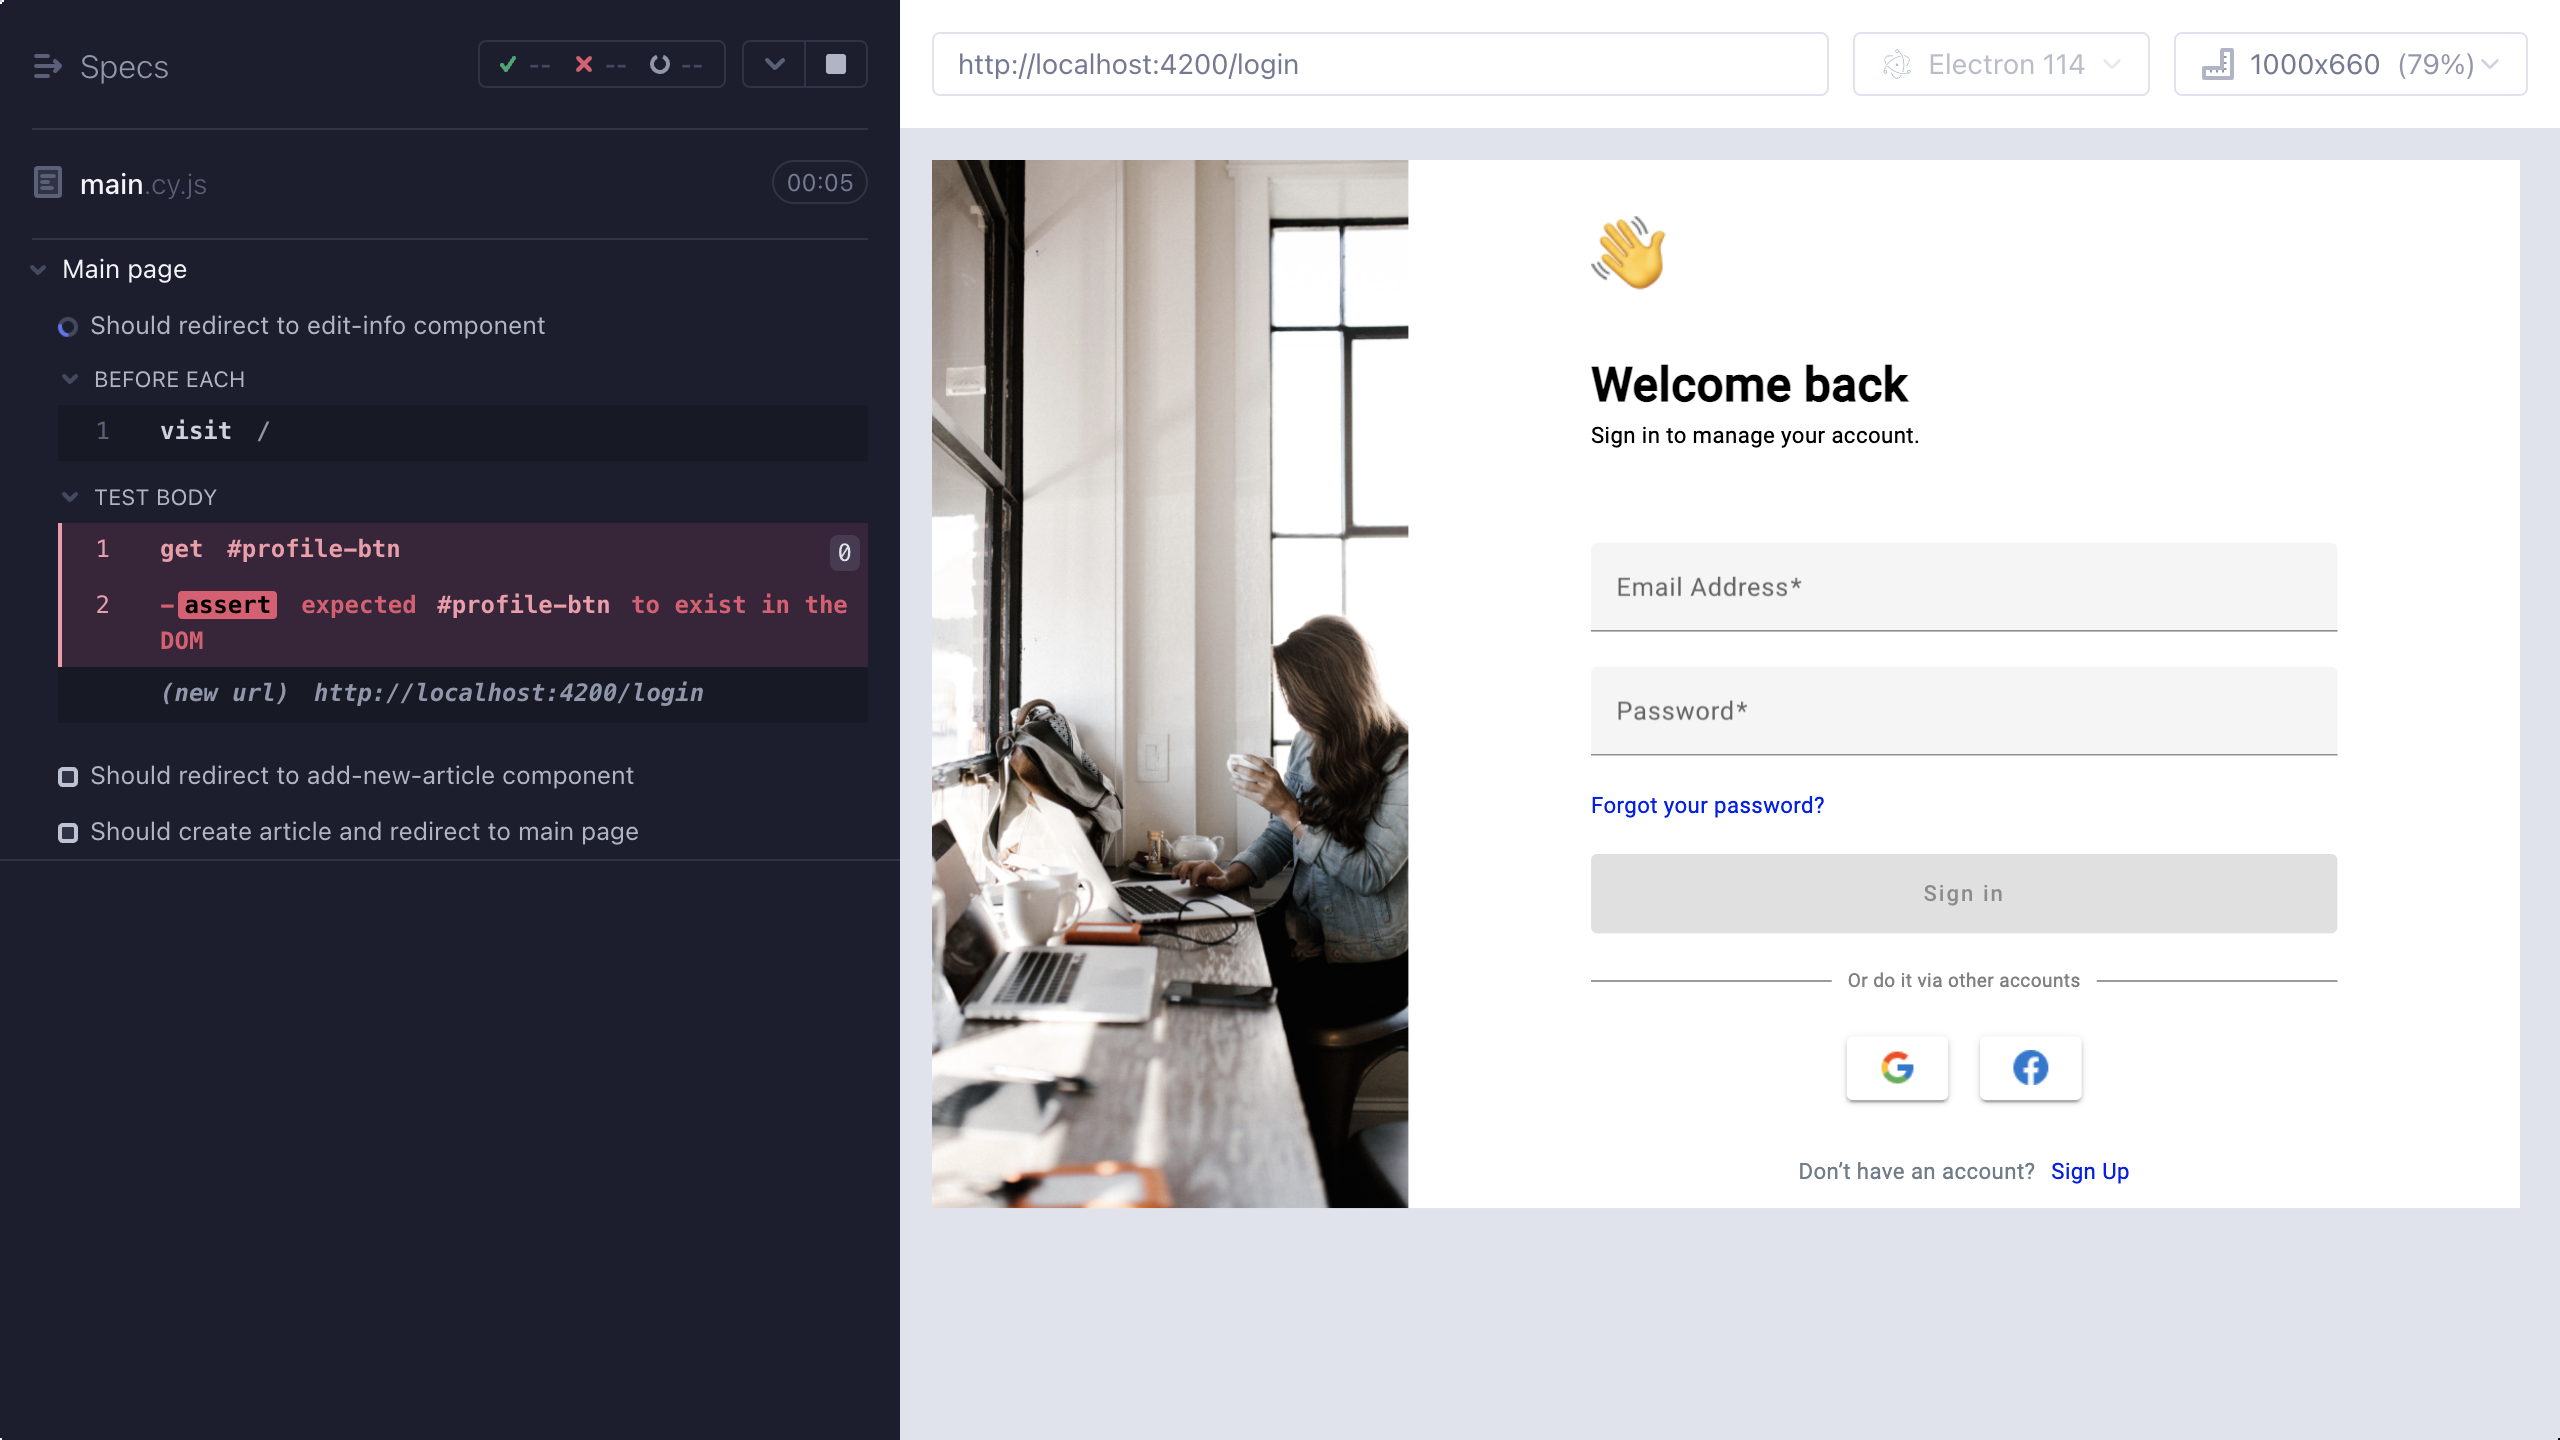 Specs
-- -- --
main.cy.js
00:05
Main page
Should redirect to edit-info component
BEFORE EACH
1 visit /
TEST BODY
1 get #profile-btn 0
2 -assert expected #profile-btn to exist in the
DOM
(new url) http://localhost:4200/login
Should redirect to add-new-article component
Should create article and redirect to main page
http://localhost:4200/login
Electron 114
1000x660 (79%)
Welcome back
Sign in to manage your account.
Email Address*
Password*
Forgot your password?
Sign in
Or do it via other accounts
Don’t have an account? Sign Up